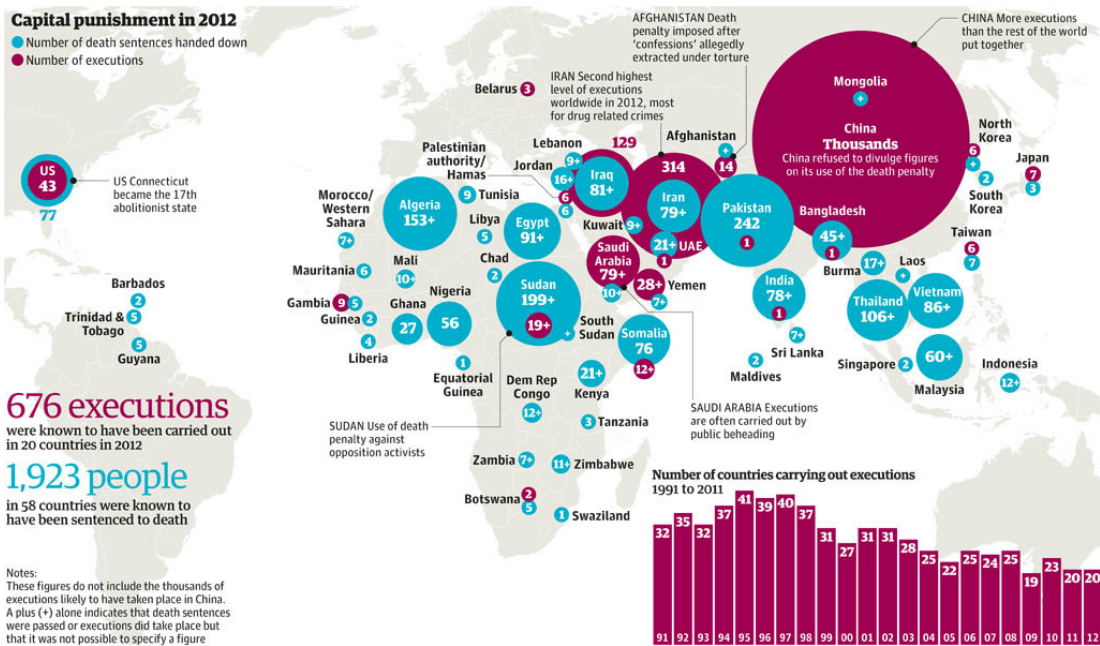 Capital punishment in 2012
Number of death sentences handed down
Number of executions
US
43
77
US Connecticut
became the 17th
abolitionist state
Barbados
2
Trinidad &
Tobago
5
Guyana
5
676 executions
were known to have been carried out
in 20 countries in 2012
1,923 people
in 58 countries were known to
have been sentenced to death
Notes:
These figures do not include the thousands of
executions likely to have taken place in China.
A plus (+) alone indicates that death sentences
were passed or executions did take place but
that it was not possible to specify a figure
AFGHANISTAN Death
penalty imposed after
'confessions' allegedly
extracted under torture
CHINA More executions
than the rest of the world
put together
IRAN Second highest
level of executions
worldwide in 2012, most
for drug related crimes
Belarus
3
Mongolia
+
China
Thousands
China refused to divulge figures
on its use of the death penalty
North
Korea
6
+
Japan
7
3
South
Korea
2
Taiwan
6
7
Lebanon
9+
Jordan
16+
Palestinian
authority/
Hamas
6
6
129
Iraq
81+
314
Iran
79+
Afghanistan
+
14
Pakistan
242
1
Bangladesh
45+
1
Kuwait
9+
21+
UAE
1
Saudi
Arabia
79+
10+
28+
Yemen
7+
Morocco/
Western
Sahara
7+
Algeria
153+
9
Tunisia
Libya
5
Egypt
91+
Mauritania
6
Mali
10+
Chad
2
Sudan
199+
19+
+
South
Sudan
Gambia
9
5
Guinea
2
Ghana
27
Nigeria
56
4
Liberia
1
Equatorial
Guinea
Somalia
76
12+
21+
Kenya
Dem Rep
Congo
12+
3
Tanzania
Zambia
7+
11+
Zimbabwe
Botswana
2
5
1
Swaziland
SUDAN Use of death
penalty against
opposition activists
SAUDI ARABIA Executions
are often carried out by
public beheading
India
78+
1
7+
Sri Lanka
2
Maldives
Burma
17+
Laos
+
Thailand
106+
Vietnam
86+
Singapore
2
60+
Malaysia
Indonesia
12+
Number of countries carrying out executions
1991 to 2011
32 35 32 37 41 39 40 37 31 27 31 31 28 25 22 25 24 25 19 23 20 20
91 92 93 94 95 96 97 98 99 00 01 02 03 04 05 06 07 08 09 10 11 12